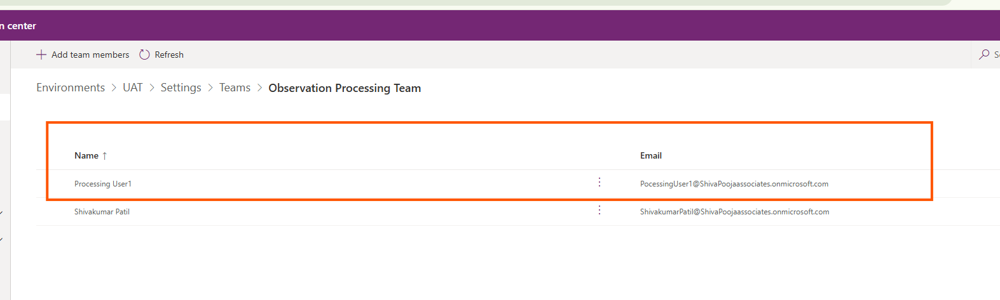 n center
Add team members Refresh
Environments > UAT > Settings > Teams > Observation Processing Team
Name ↑ Email
Processing User1 PocessingUser1@ShivaPoojaassociates.onmicrosoft.com
Shivakumar Patil ShivakumarPatil@ShivaPoojaassociates.onmicrosoft.com